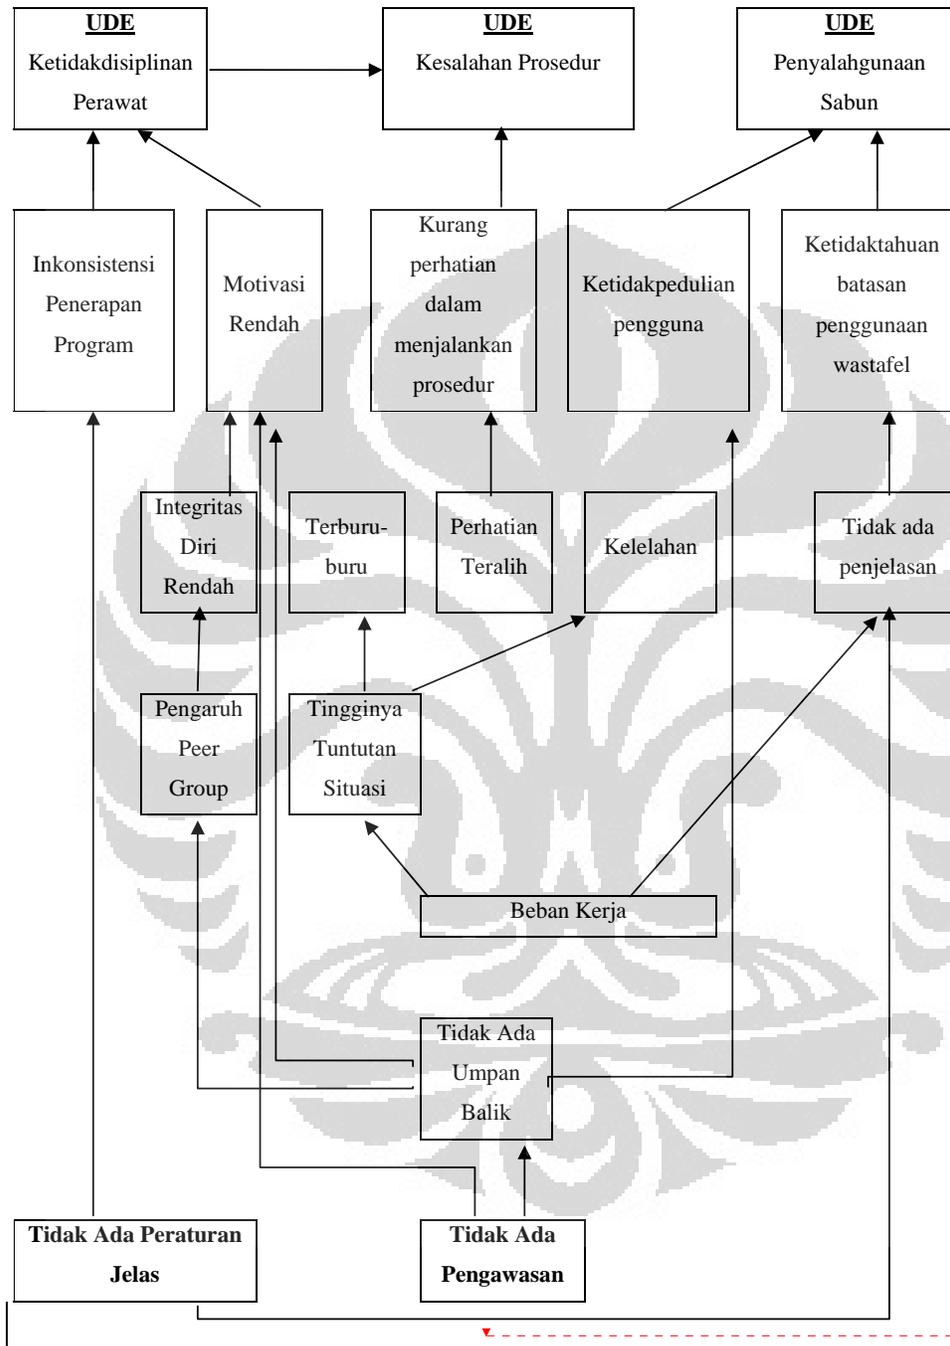 UDE
Ketidakdisiplinan
Perawat
UDE
Kesalahan Prosedur
UDE
Penyalahgunaan
Sabun
Inkonsistensi
Penerapan
Program
Motivasi
Rendah
Kurang
perhatian
dalam
menjalankan
prosedur
Ketidakpedulian
pengguna
Ketidaktahuan
batasan
penggunaan
wastafel
Integritas
Diri
Rendah
Terburu-
buru
Perhatian
Teralih
Kelelahan
Tidak ada
penjelasan
Pengaruh
Peer
Group
Tingginya
Tuntutan
Situasi
Beban Kerja
Tidak Ada
Umpan
Balik
Tidak Ada Peraturan
Jelas
Tidak Ada
Pengawasan